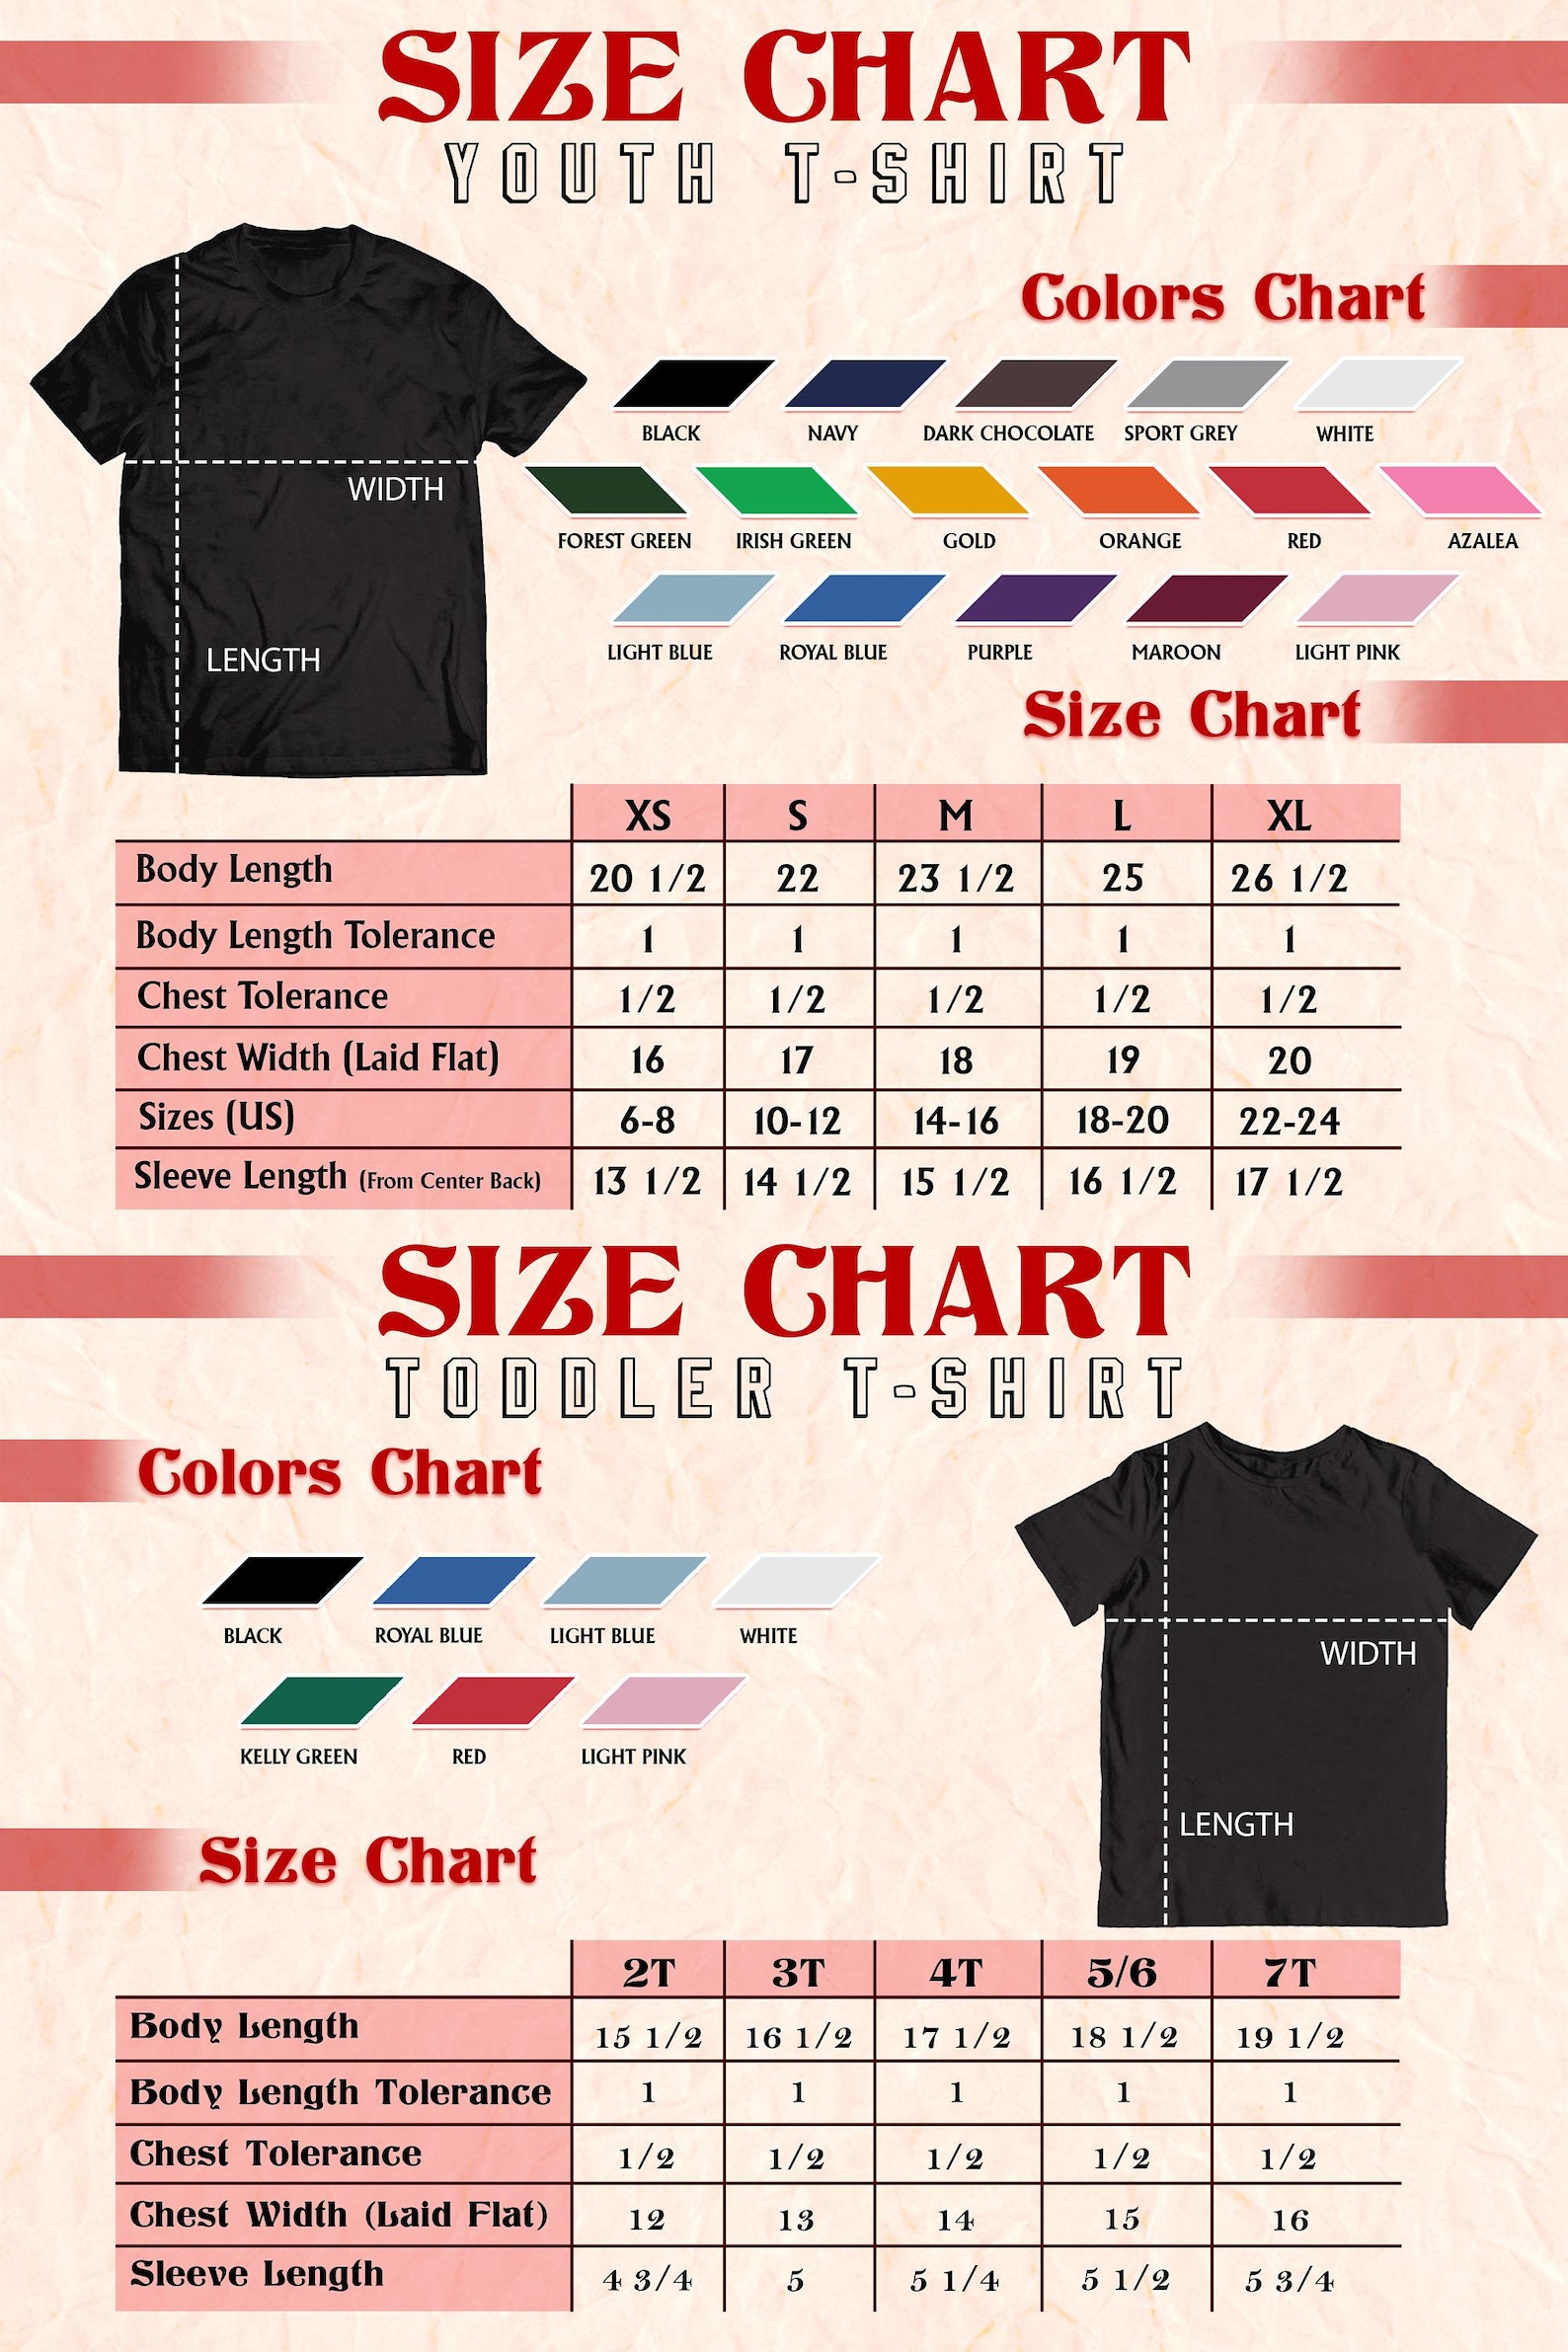 SIZE CHART
YOUTH T-SHIRT
Colors Chart
BLACK NAVY DARK CHOCOLATE SPORT GREY WHITE
WIDTH
FOREST GREEN IRISH GREEN GOLD ORANGE RED AZALEA
LENGTH
LIGHT BLUE ROYAL BLUE PURPLE MAROON LIGHT PINK
Size Chart
XS S M L XL
Body Length 20 1/2 22 23 1/2 25 26 1/2
Body Length Tolerance 1 1 1 1 1
Chest Tolerance 1/2 1/2 1/2 1/2 1/2
Chest Width (Laid Flat) 16 17 18 19 20
Sizes (US) 6-8 10-12 14-16 18-20 22-24
Sleeve Length (From Center Back) 13 1/2 14 1/2 15 1/2 16 1/2 17 1/2
SIZE CHART
TODDLER T-SHIRT
Colors Chart
BLACK ROYAL BLUE LIGHT BLUE WHITE
WIDTH
KELLY GREEN RED LIGHT PINK
LENGTH
Size Chart
2T 3T 4T 5/6 7T
Body Length 15 1/2 16 1/2 17 1/2 18 1/2 19 1/2
Body Length Tolerance 1 1 1 1 1
Chest Tolerance 1/2 1/2 1/2 1/2 1/2
Chest Width (Laid Flat) 12 13 14 15 16
Sleeve Length 4 3/4 5 5 1/4 5 1/2 5 3/4